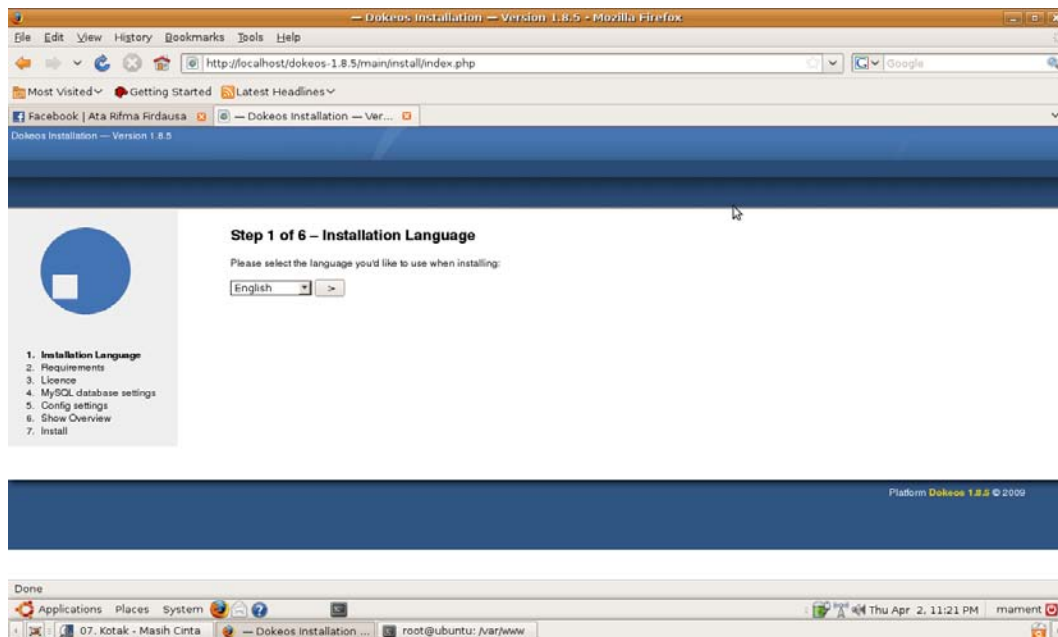 — Dokeos Installation — Version 1.8.5 - Mozilla Firefox
File Edit View History Bookmarks Tools Help
http://localhost/dokeos-1.8.5/main/install/index.php
Google
Most Visited Getting Started Latest Headlines
Facebook | Ata Rifma Firdausa
— Dokeos Installation — Ver...
Dokeos Installation — Version 1.8.5
Step 1 of 6 – Installation Language
Please select the language you'd like to use when installing:
English >
1. Installation Language
2. Requirements
3. Licence
4. MySQL database settings
5. Config settings
6. Show Overview
7. Install
Platform Dokeos 1.8.5 © 2009
Done
Applications Places System
Thu Apr 2, 11:21 PM mament
07. Kotak - Masih Cinta
— Dokeos Installation ...
root@ubuntu: /var/www